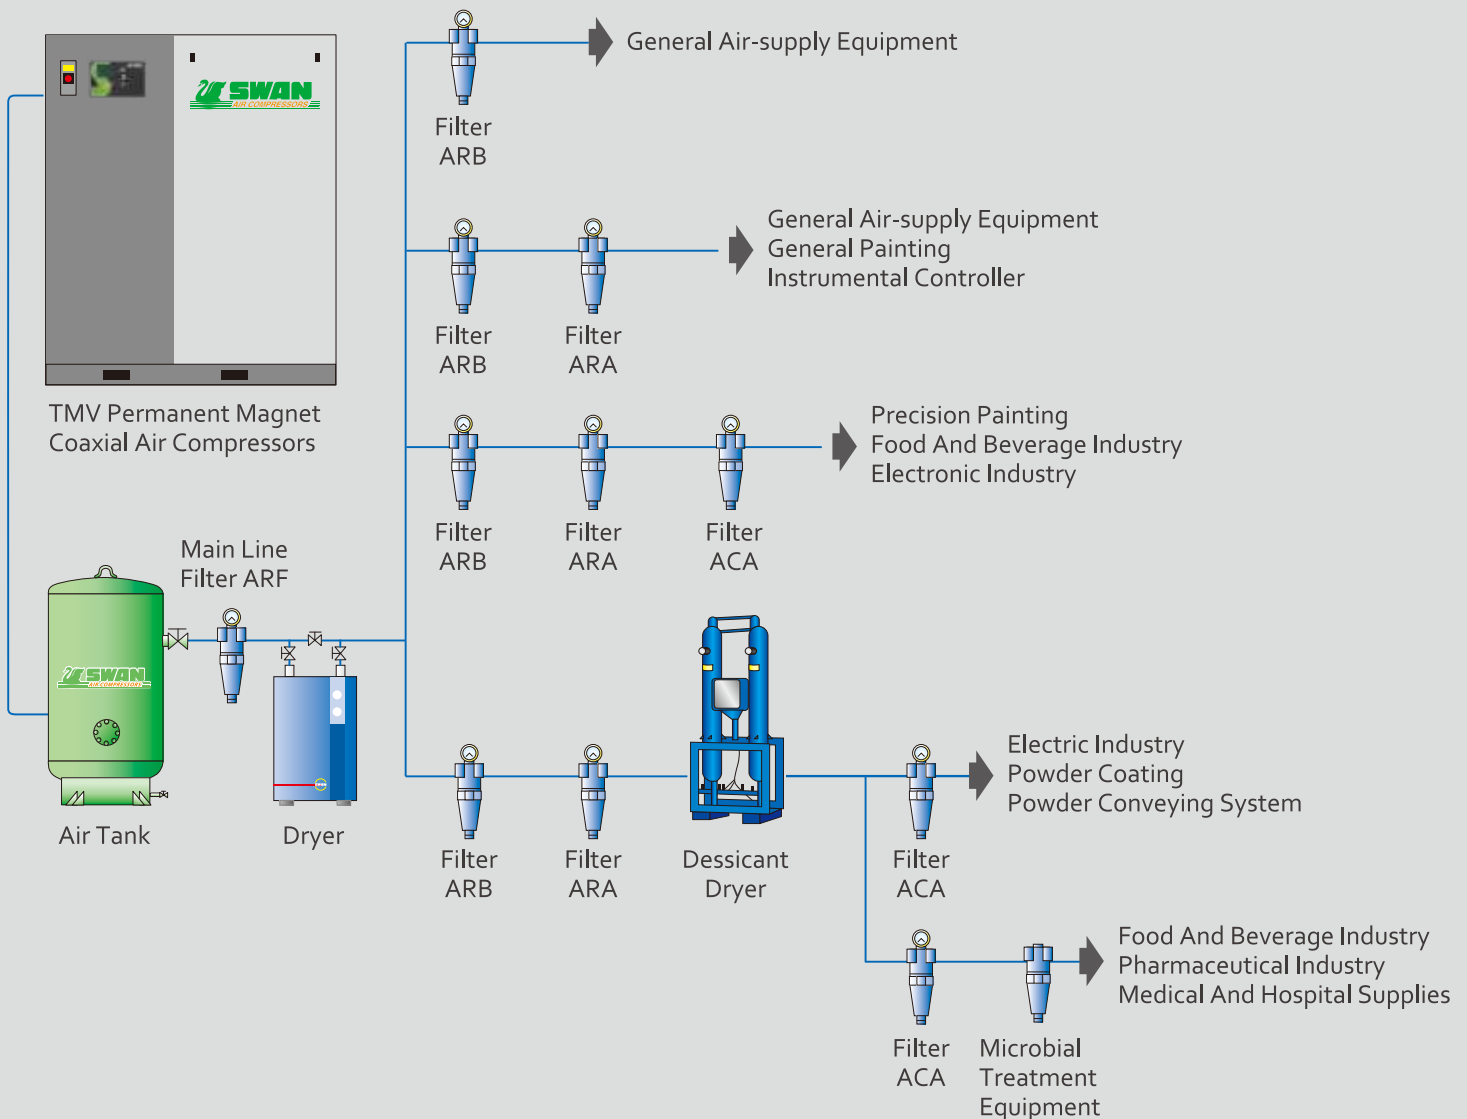 SWAN
AIR COMPRESSORS
TMV Permanent Magnet
Coaxial Air Compressors
General Air-supply Equipment
Filter
ARB
General Air-supply Equipment
General Painting
Instrumental Controller
Filter
ARB
Filter
ARA
Precision Painting
Food And Beverage Industry
Electronic Industry
Filter
ARB
Filter
ARA
Filter
ACA
Main Line
Filter ARF
SWAN
AIR COMPRESSORS
Air Tank
Dryer
Electric Industry
Powder Coating
Powder Conveying System
Filter
ARB
Filter
ARA
Dessicant
Dryer
Filter
ACA
Food And Beverage Industry
Pharmaceutical Industry
Medical And Hospital Supplies
Filter
ACA
Microbial
Treatment
Equipment